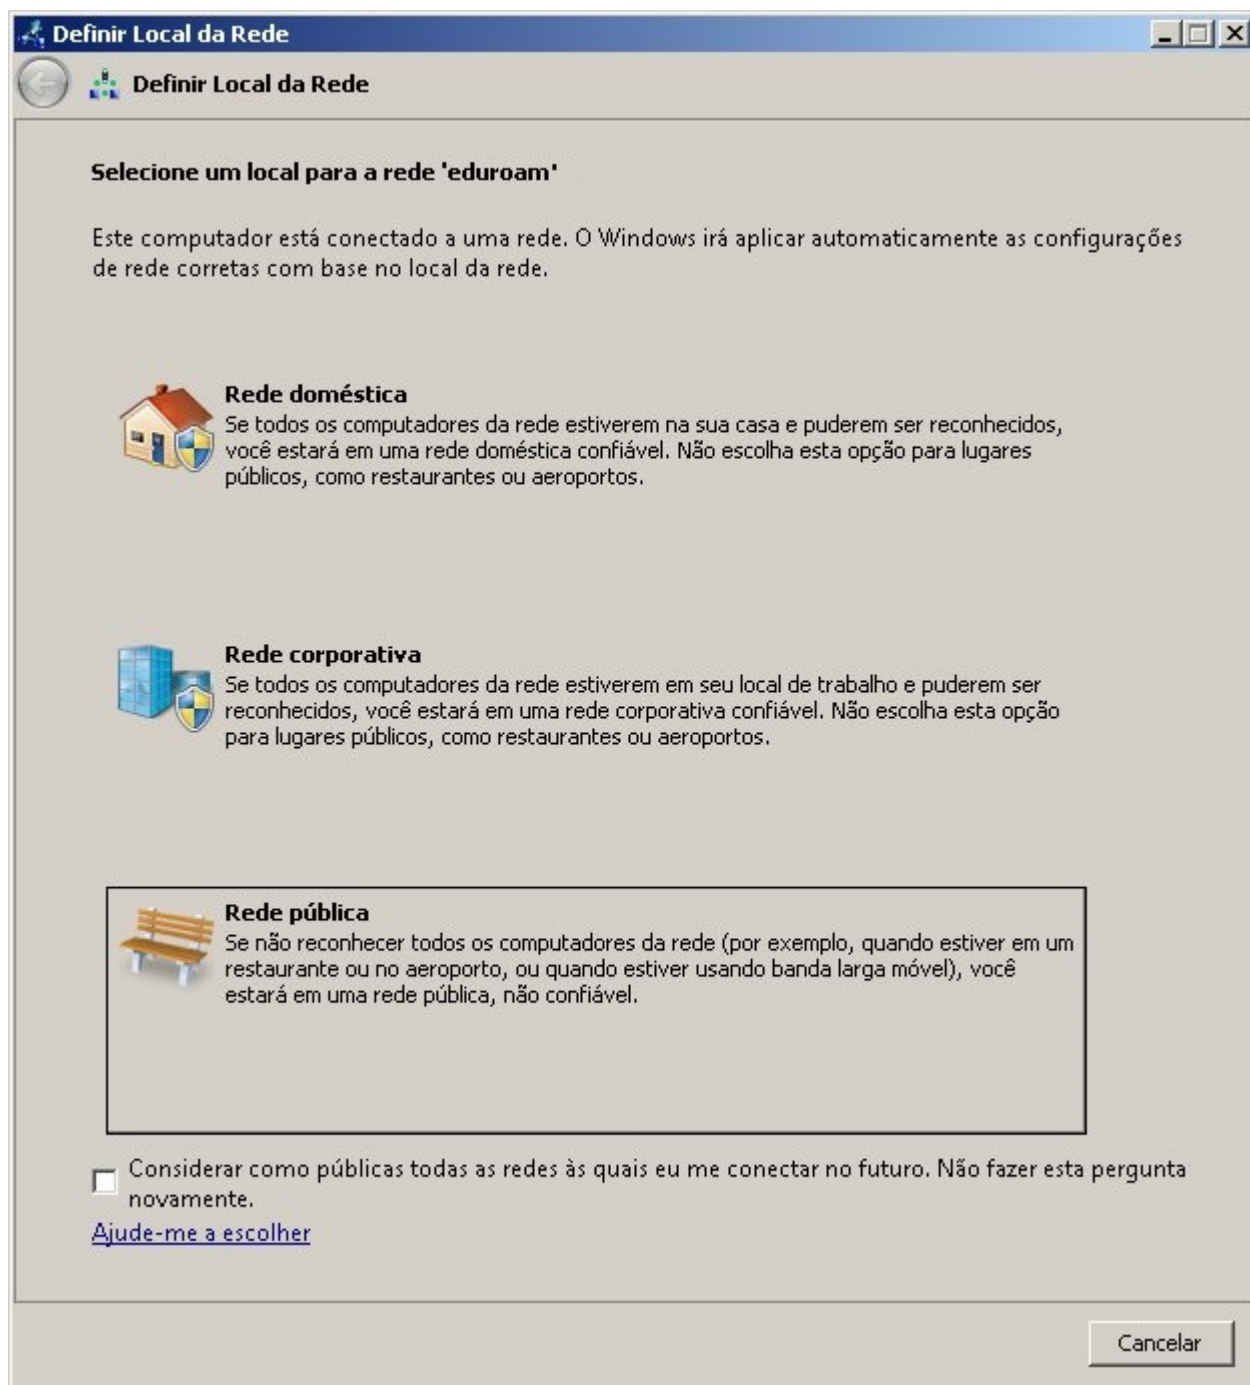 Definir Local da Rede
Definir Local da Rede
Selecione um local para a rede 'eduroam'
Este computador está conectado a uma rede. O Windows irá aplicar automaticamente as configurações
de rede corretas com base no local da rede.
Rede doméstica
Se todos os computadores da rede estiverem na sua casa e puderem ser reconhecidos,
você estará em uma rede doméstica confiável. Não escolha esta opção para lugares
públicos, como restaurantes ou aeroportos.
Rede corporativa
Se todos os computadores da rede estiverem em seu local de trabalho e puderem ser
reconhecidos, você estará em uma rede corporativa confiável. Não escolha esta opção
para lugares públicos, como restaurantes ou aeroportos.
Rede pública
Se não reconhecer todos os computadores da rede (por exemplo, quando estiver em um
restaurante ou no aeroporto, ou quando estiver usando banda larga móvel), você
estará em uma rede pública, não confiável.
Considerar como públicas todas as redes às quais eu me conectar no futuro. Não fazer esta pergunta
novamente.
Ajude-me a escolher
Cancelar